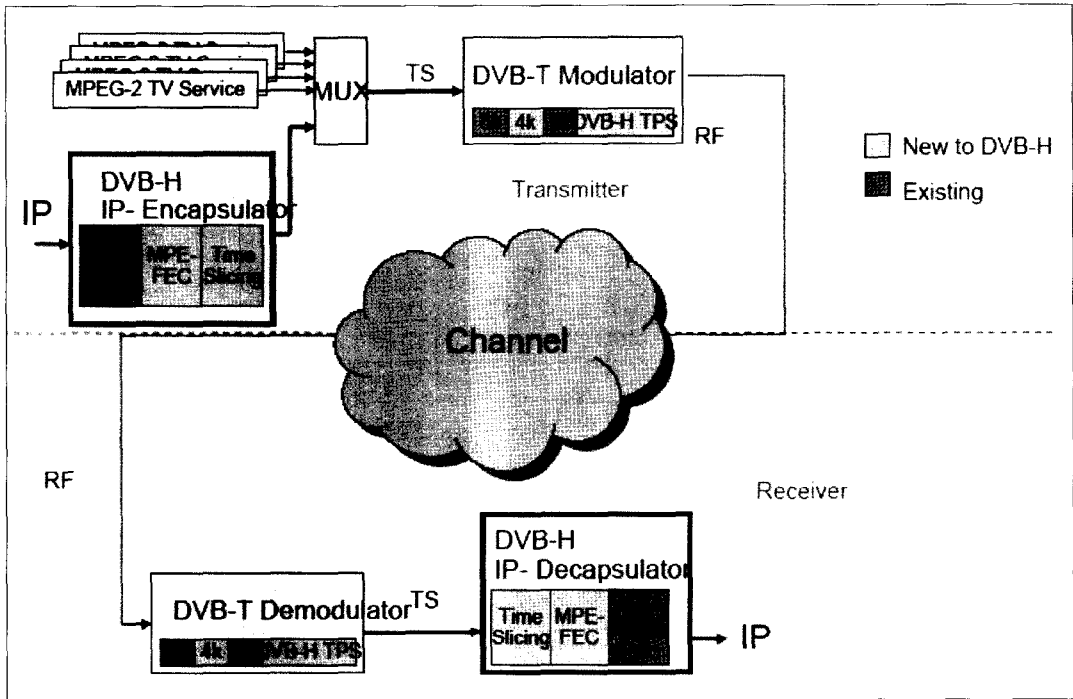 MPEG-2 TV Service
MUX
TS
DVB-T Modulator
4k
DVB-H TPS
RF
New to DVB-H
Existing
Transmitter
DVB-H
IP- Encapsulator
IP
MPE-
FEC
Time
Slicing
Channel
RF
Receiver
DVB-H
IP- Decapsulator
Time
Slicing
MPE-
FEC
IP
DVB-T Demodulator
TS
4k
DVB-H TPS